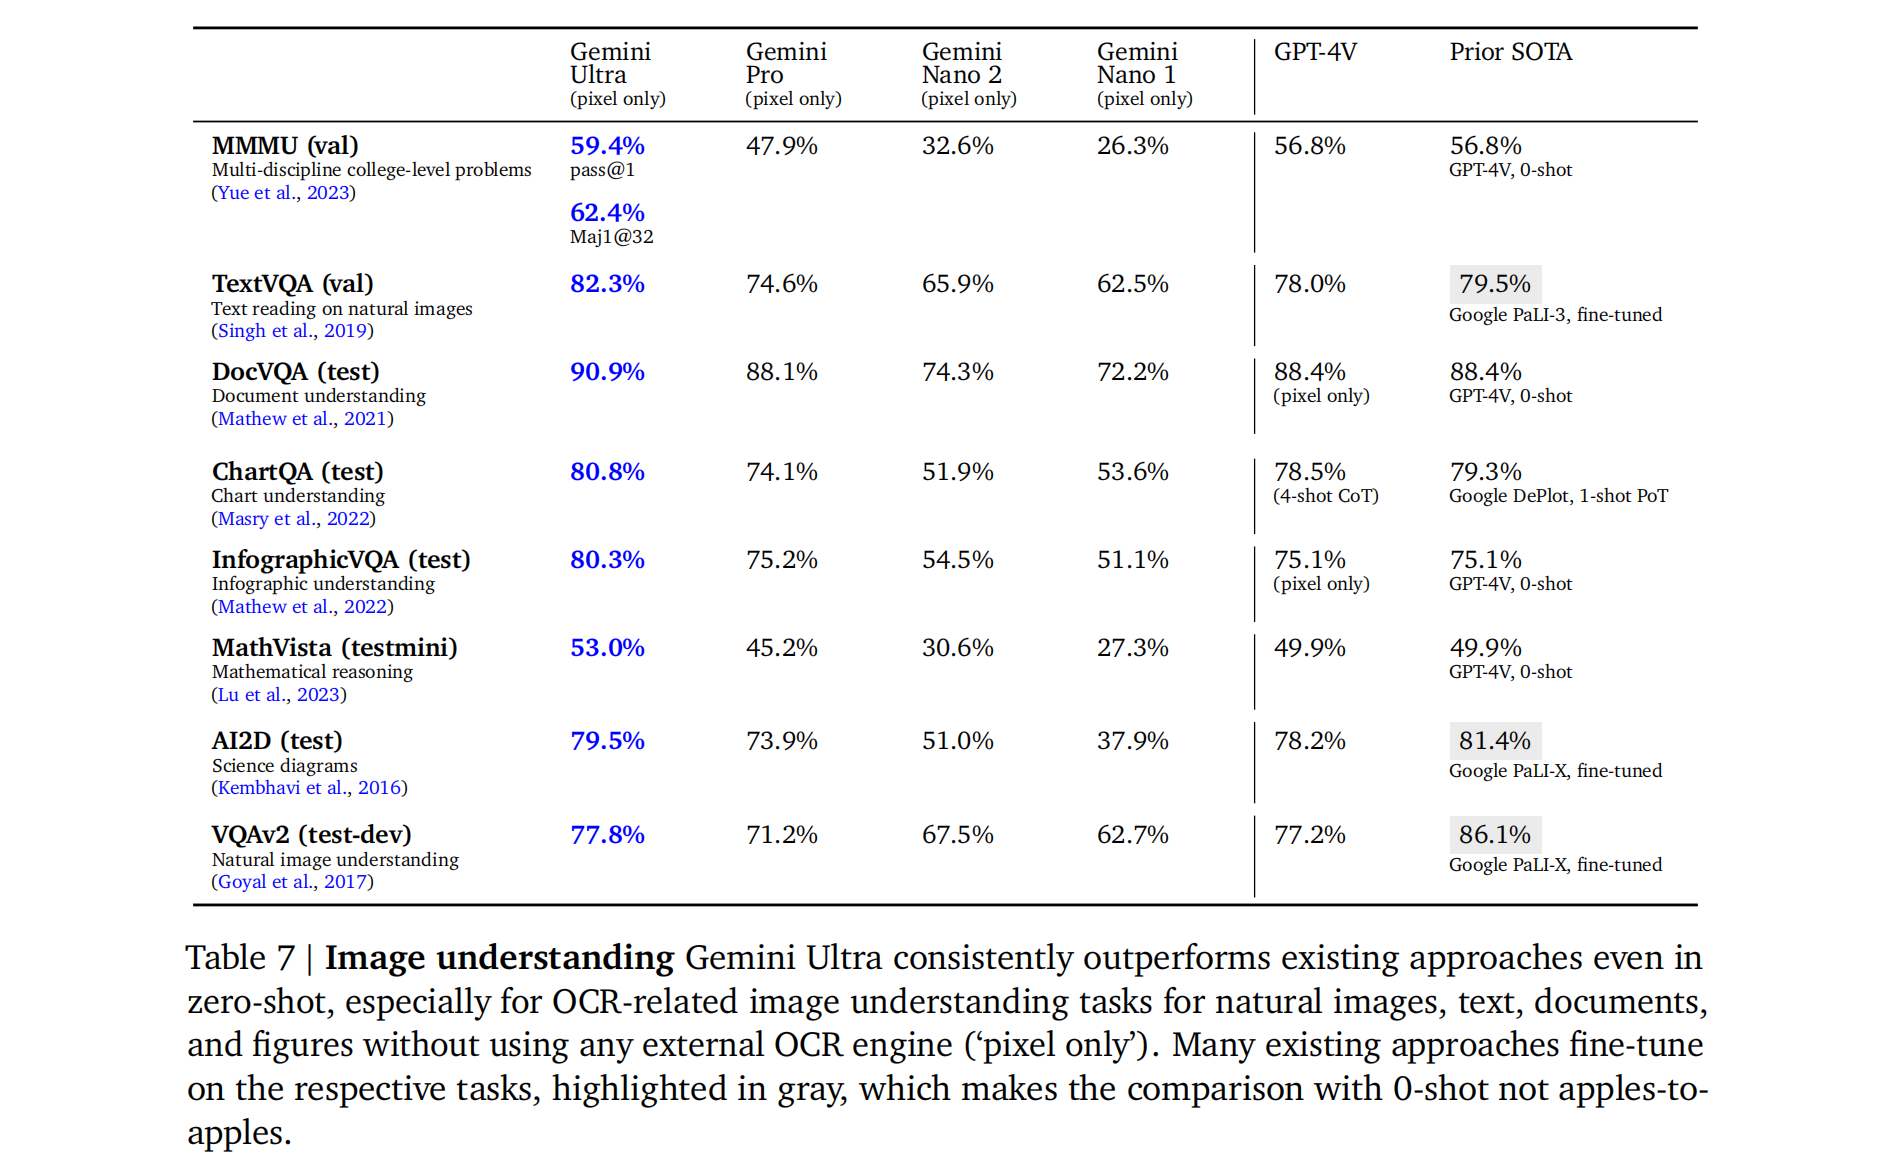 Gemini Ultra (pixel only) Gemini Pro (pixel only) Gemini Nano 2 (pixel only) Gemini Nano 1 (pixel only) GPT-4V Prior SOTA
MMMU (val) 59.4% 47.9% 32.6% 26.3% 56.8% 56.8%
Multi-discipline college-level problems pass@1 GPT-4V, 0-shot
(Yue et al., 2023)
62.4%
Maj1@32
TextVQA (val) 82.3% 74.6% 65.9% 62.5% 78.0% 79.5%
Text reading on natural images Google PaLI-3, fine-tuned
(Singh et al., 2019)
DocVQA (test) 90.9% 88.1% 74.3% 72.2% 88.4% 88.4%
Document understanding (pixel only) GPT-4V, 0-shot
(Mathew et al., 2021)
ChartQA (test) 80.8% 74.1% 51.9% 53.6% 78.5% 79.3%
Chart understanding (4-shot CoT) Google DePlot, 1-shot PoT
(Masry et al., 2022)
InfographicVQA (test) 80.3% 75.2% 54.5% 51.1% 75.1% 75.1%
Infographic understanding (pixel only) GPT-4V, 0-shot
(Mathew et al., 2022)
MathVista (testmini) 53.0% 45.2% 30.6% 27.3% 49.9% 49.9%
Mathematical reasoning GPT-4V, 0-shot
(Lu et al., 2023)
AI2D (test) 79.5% 73.9% 51.0% 37.9% 78.2% 81.4%
Science diagrams Google PaLI-X, fine-tuned
(Kembhavi et al., 2016)
VQAv2 (test-dev) 77.8% 71.2% 67.5% 62.7% 77.2% 86.1%
Natural image understanding Google PaLI-X, fine-tuned
(Goyal et al., 2017)
Table 7 | Image understanding Gemini Ultra consistently outperforms existing approaches even in
zero-shot, especially for OCR-related image understanding tasks for natural images, text, documents,
and figures without using any external OCR engine (‘pixel only’). Many existing approaches fine-tune
on the respective tasks, highlighted in gray, which makes the comparison with 0-shot not apples-to-
apples.